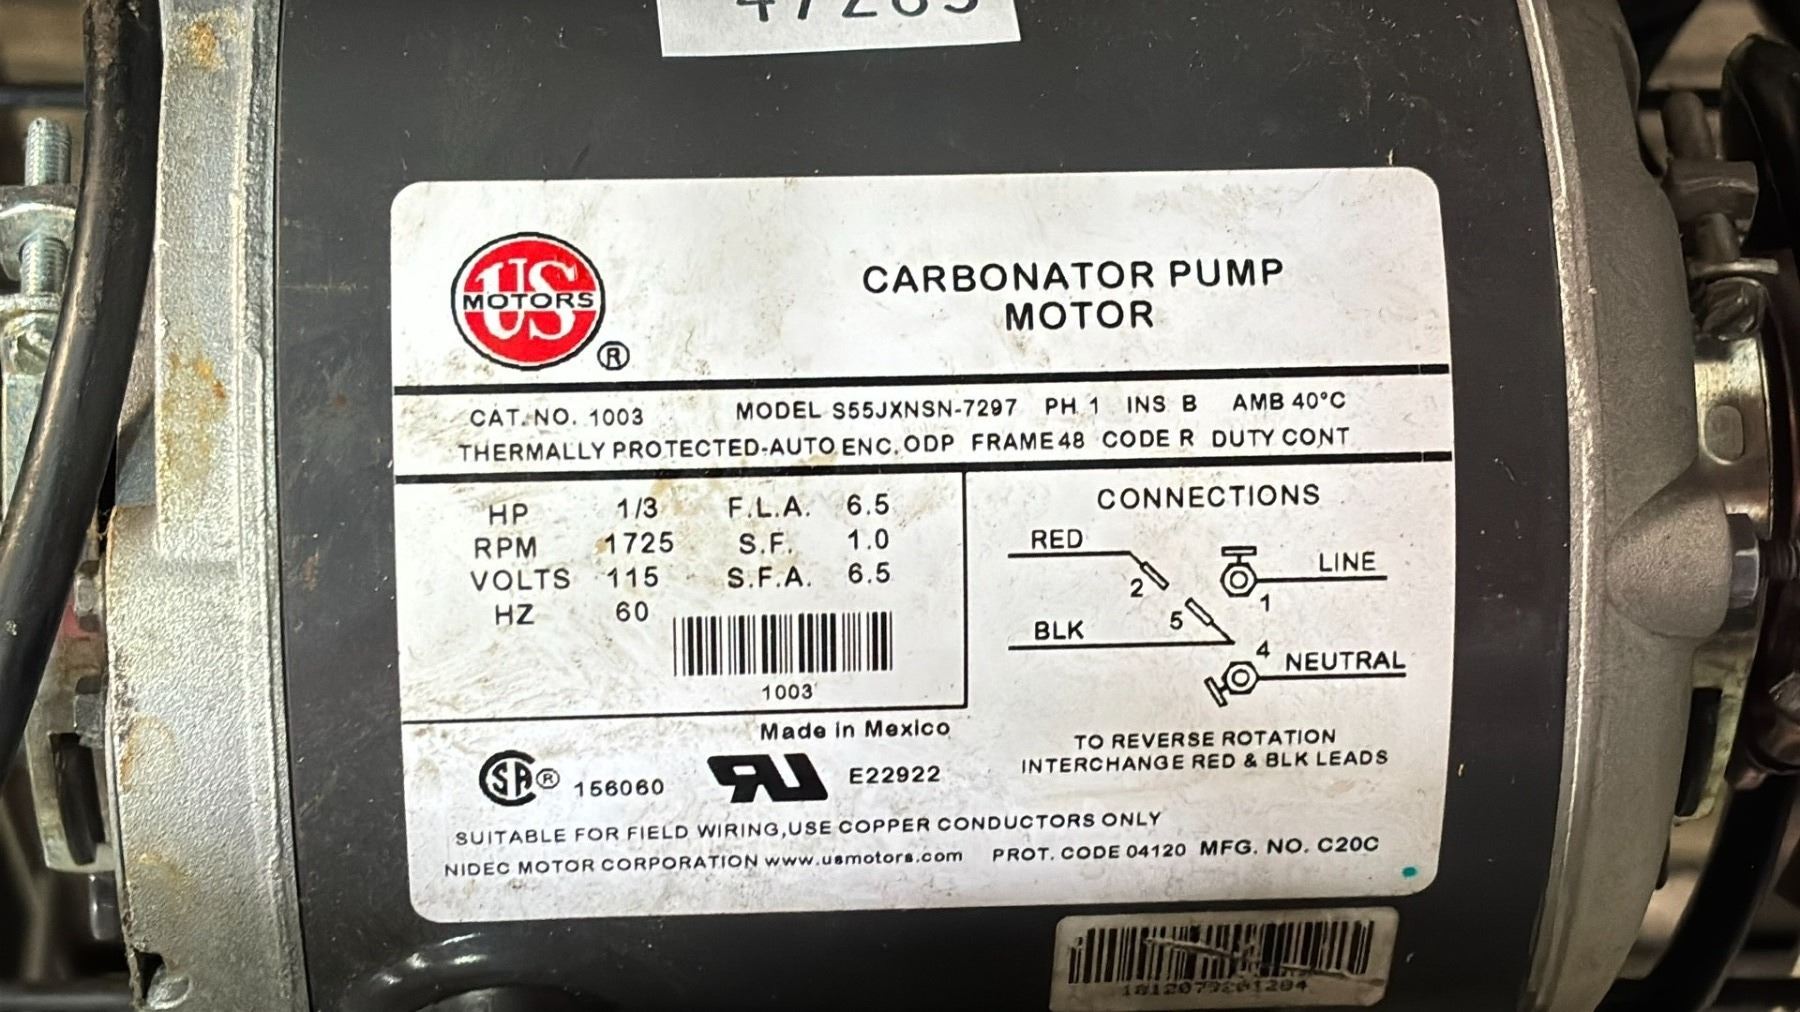 US
MOTORS
®
CARBONATOR PUMP
MOTOR
CAT. NO. 1003 MODEL S55JXNSN-7297 PH 1 INS B AMB 40°C
THERMALLY PROTECTED-AUTO ENC. ODP FRAME 48 CODE R DUTY CONT
HP 1/3 F.L.A. 6.5
RPM 1725 S.F. 1.0
VOLTS 115 S.F.A. 6.5
HZ 60
1003
CONNECTIONS
RED
LINE
2
1
5
BLK
4
NEUTRAL
TO REVERSE ROTATION
INTERCHANGE RED & BLK LEADS
Made in Mexico
SA ® 156060 RU E22922
SUITABLE FOR FIELD WIRING,USE COPPER CONDUCTORS ONLY
NIDEC MOTOR CORPORATION www.usmotors.com PROT. CODE 04120 MFG. NO. C20C